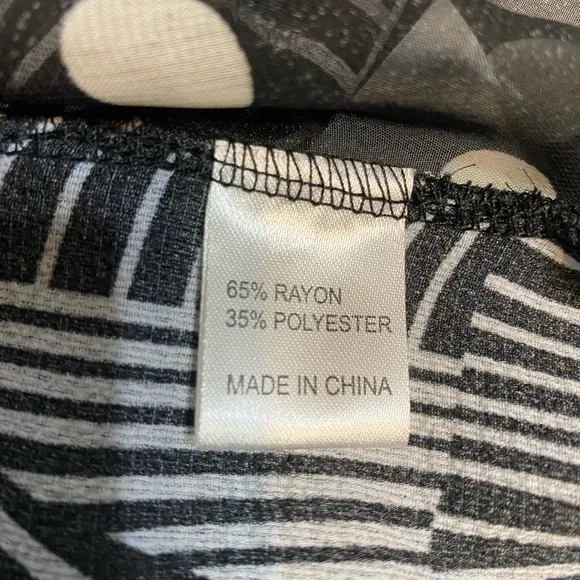 65% RAYON
35% POLYESTER
MADE IN CHINA